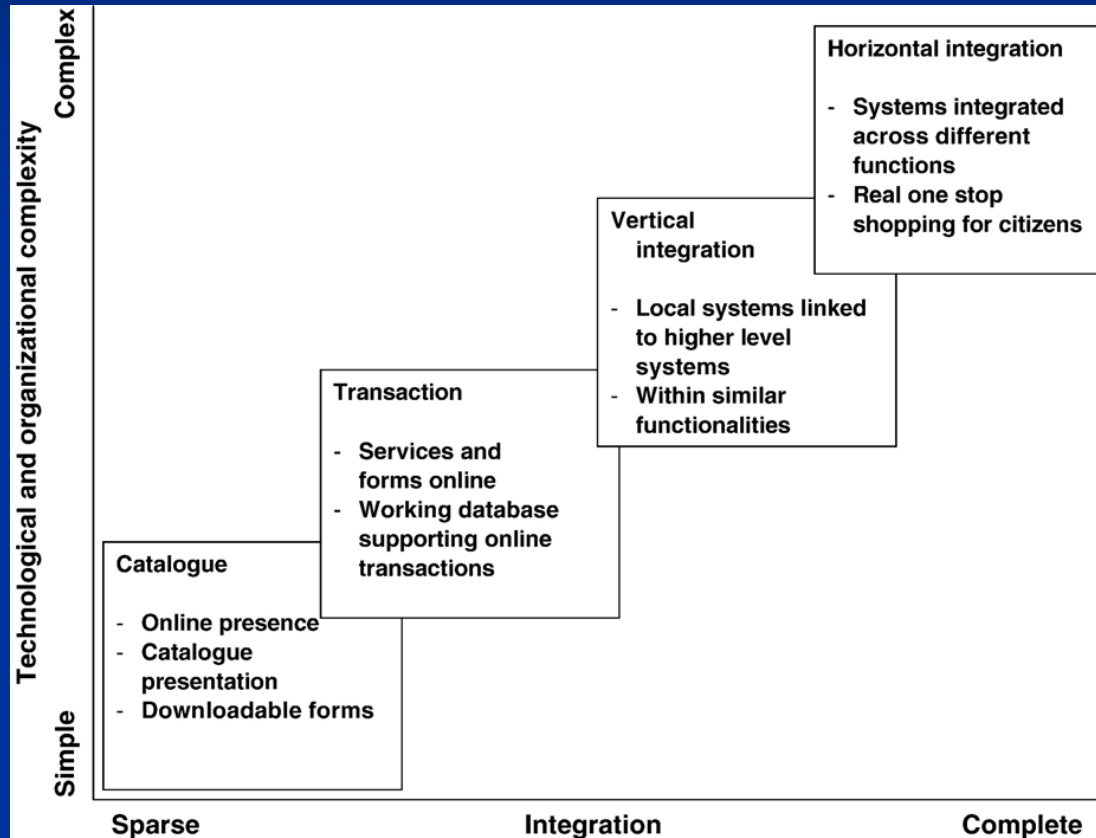 Technological and organizational complexity
Complex
Simple
Horizontal integration
- Systems integrated
across different
functions
- Real one stop
shopping for citizens
Vertical
integration
- Local systems linked
to higher level
systems
- Within similar
functionalities
Transaction
- Services and
forms online
- Working database
supporting online
transactions
Catalogue
- Online presence
- Catalogue
presentation
- Downloadable forms
Sparse
Integration
Complete